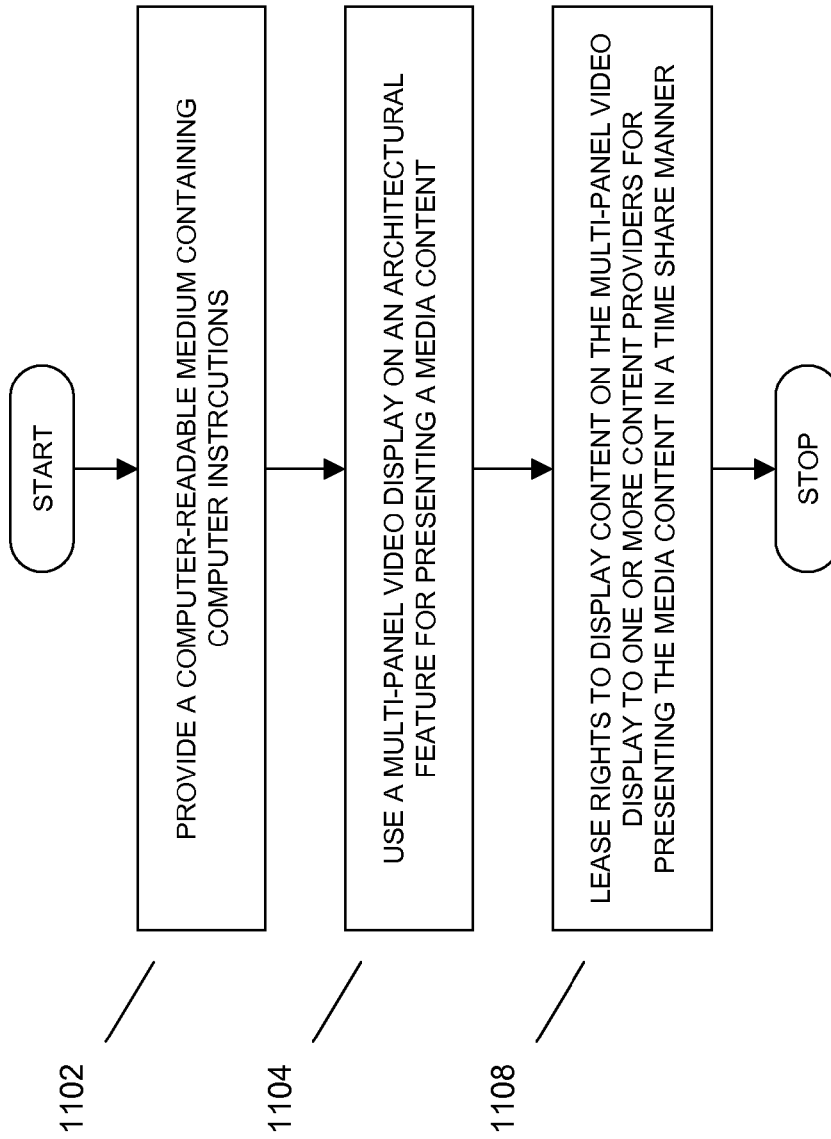 START
1102
PROVIDE A COMPUTER-READABLE MEDIUM CONTAINING
COMPUTER INSTRCUTIONS
1104
USE A MULTI-PANEL VIDEO DISPLAY ON AN ARCHITECTURAL
FEATURE FOR PRESENTING A MEDIA CONTENT
1108
LEASE RIGHTS TO DISPLAY CONTENT ON THE MULTI-PANEL VIDEO
DISPLAY TO ONE OR MORE CONTENT PROVIDERS FOR
PRESENTING THE MEDIA CONTENT IN A TIME SHARE MANNER
STOP